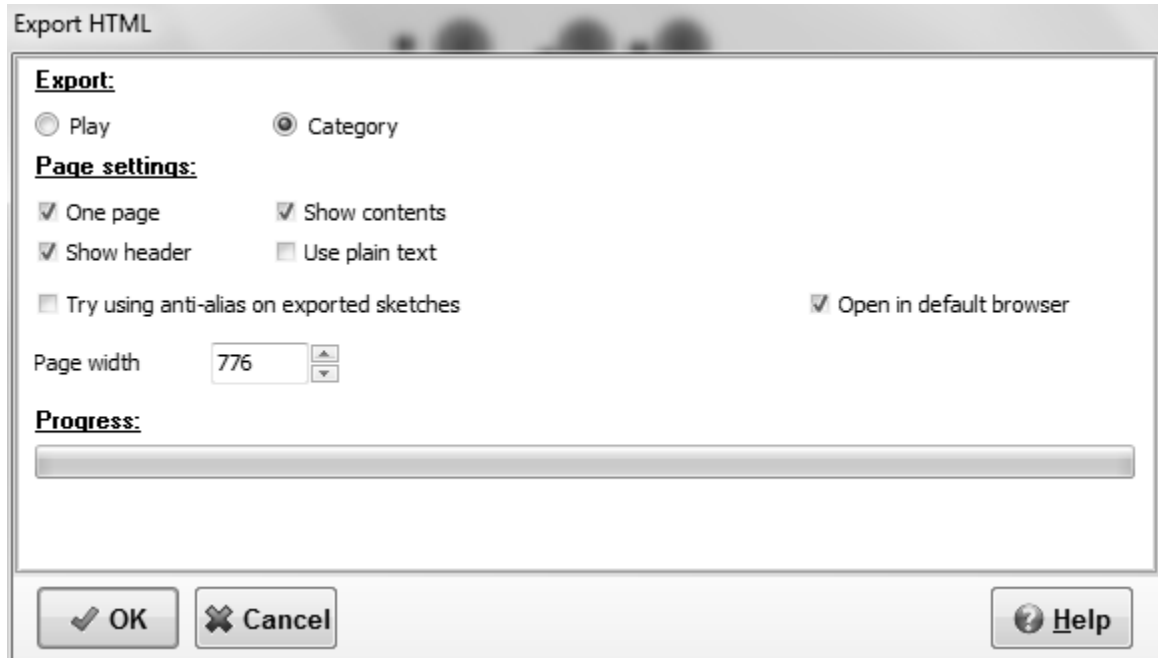 Export HTML
Export:
Play Category
Page settings:
One page Show contents
Show header Use plain text
Try using anti-alias on exported sketches Open in default browser
Page width 776
Progress:
OK Cancel Help